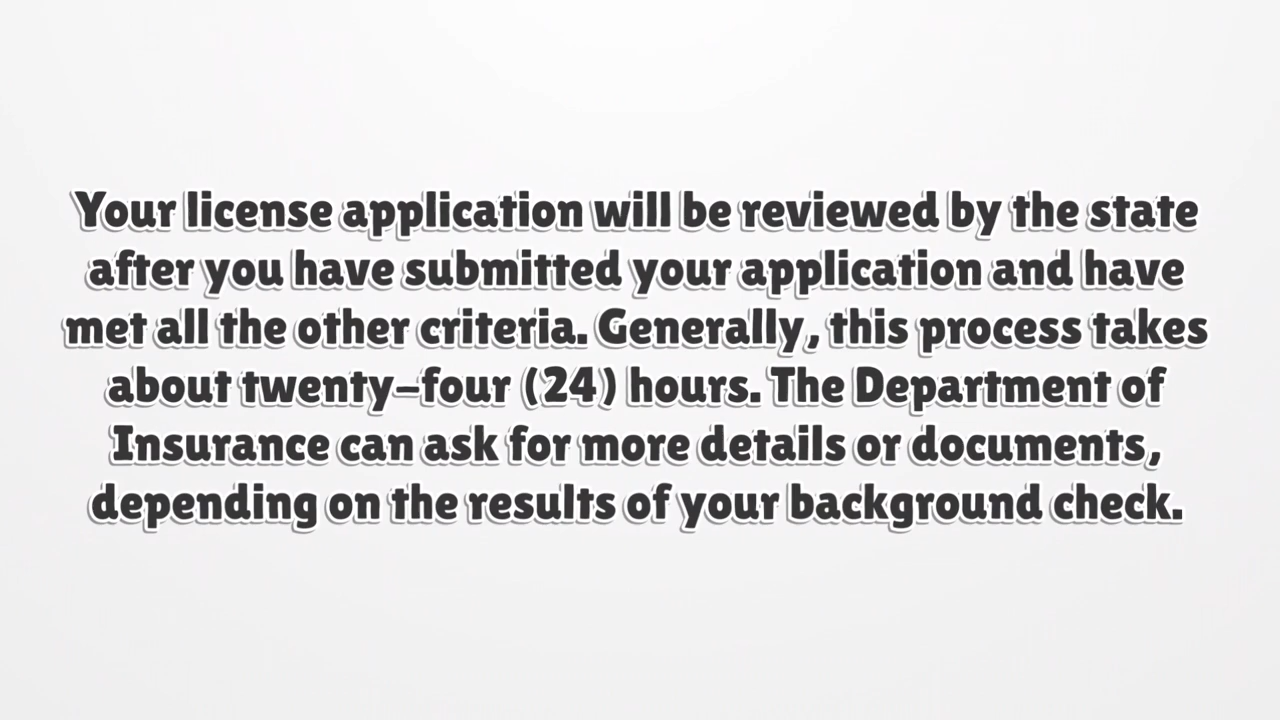 Your license application will be reviewed by the state
after you have submitted your application and have
met all the other criteria. Generally, this process takes
about twenty-four (24) hours. The Department of
Insurance can ask for more details or documents,
depending on the results of your background check.